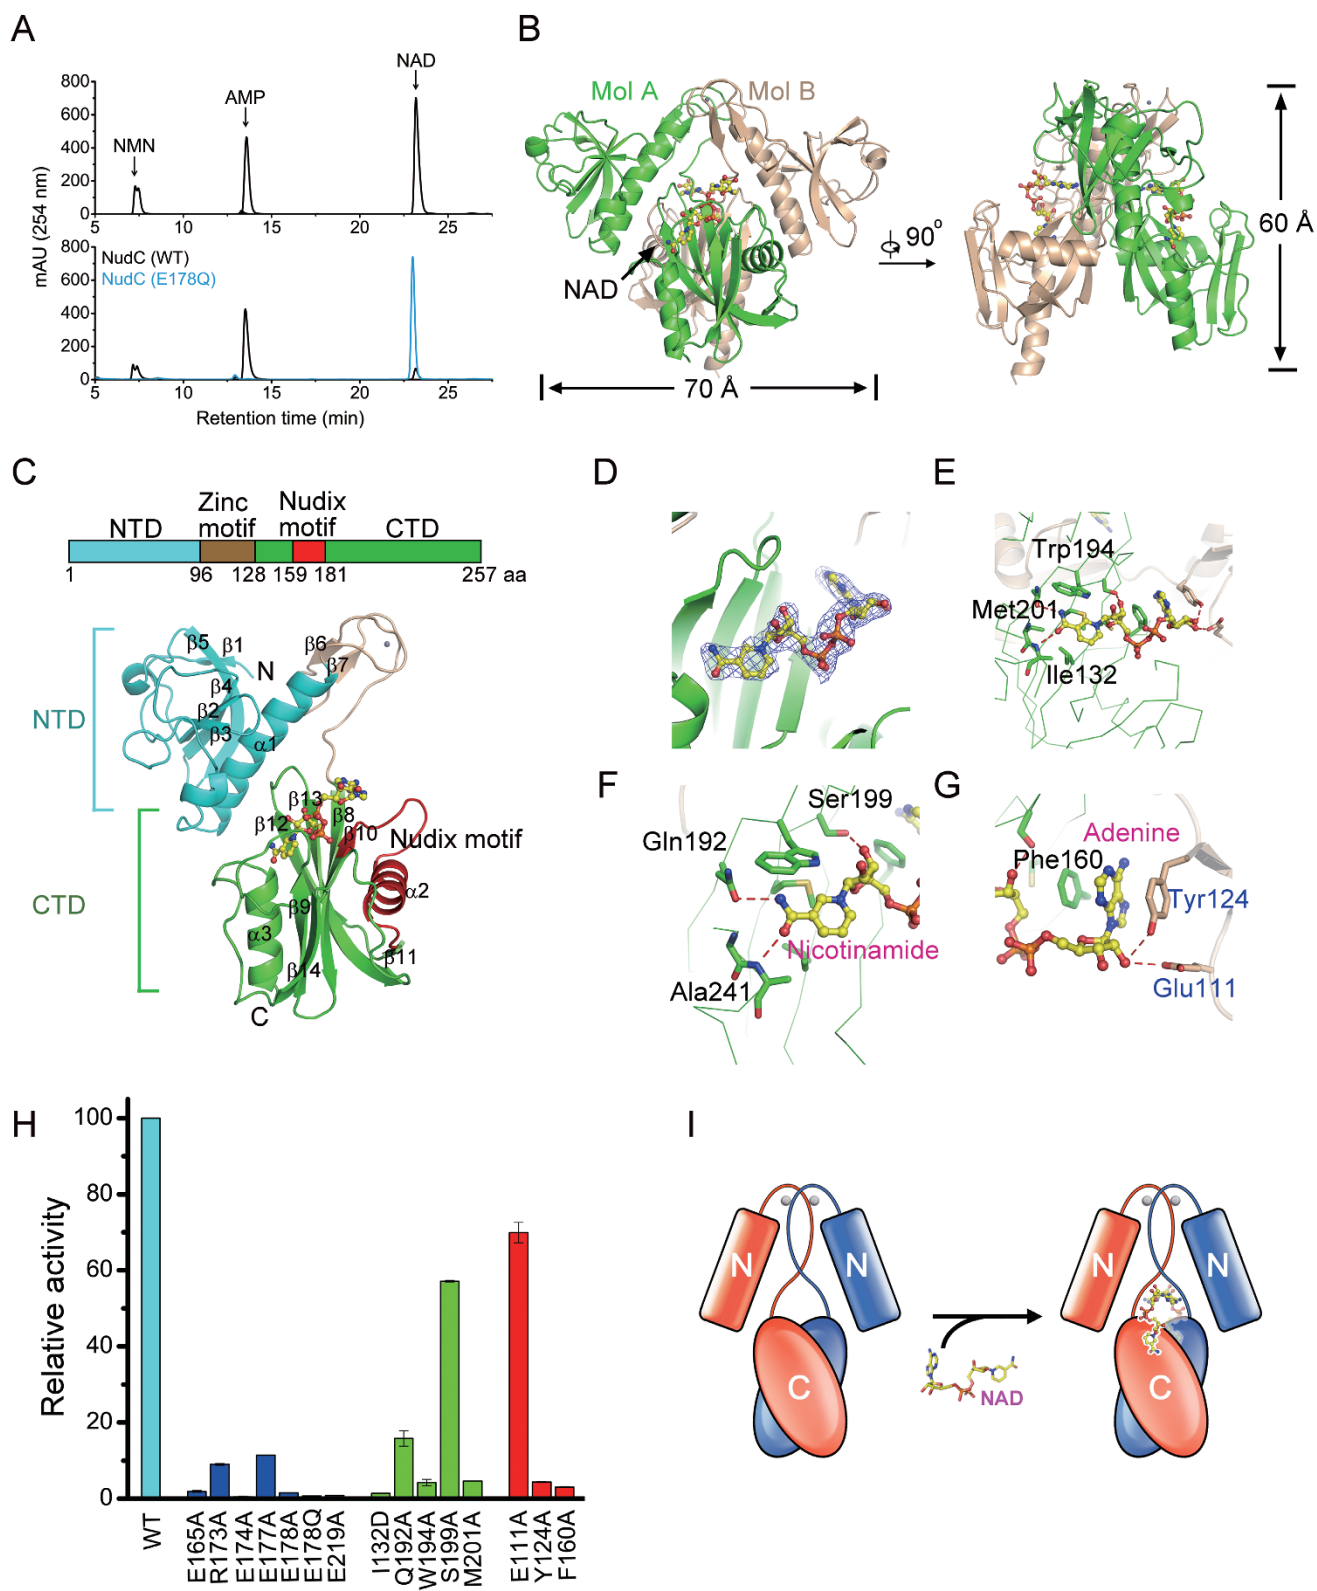 A
mAU (254 nm)
800
600
400
200
0
NMN
AMP
NAD
5
10
15
20
25
800
600
400
200
0
NudC (WT)
NudC (E178Q)
5
10
15
20
25
Retention time (min)
B
Mol A
Mol B
NAD
90°
70 Å
60 Å
C
NTD
Zinc
motif
Nudix
motif
CTD
1
96
128
159
181
257 aa
NTD
CTD
β5
β1
N
β4
β2
β3
α1
β6
β7
β13
β12
β8
β10
Nudix motif
α2
β9
α3
β11
β14
C
D
E
Trp194
Met201
Ile132
F
Ser199
Gln192
Nicotinamide
Ala241
G
Adenine
Phe160
Tyr124
Glu111
H
Relative activity
100
80
60
40
20
0
WT
E165A
R173A
E174A
E177A
E178A
E178Q
E219A
I132D
Q192A
W194A
S199A
M201A
E111A
Y124A
F160A
I
N
N
C
NAD
N
N
C